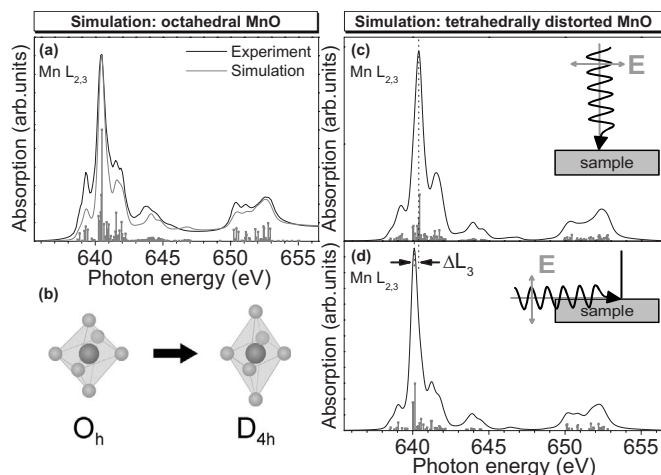 Simulation: octahedral MnO
(a)
Mn L2,3
Experiment
Simulation
Absorption (arb.units)
640 645 650 655
Photon energy (eV)
(b)
Oh
D4h
Simulation: tetrahedrally distorted MnO
(c)
Mn L2,3
E
sample
Absorption (arb.units)
(d)
Mn L2,3
ΔL3
E
sample
Absorption (arb.units)
640 645 650 655
Photon energy (eV)